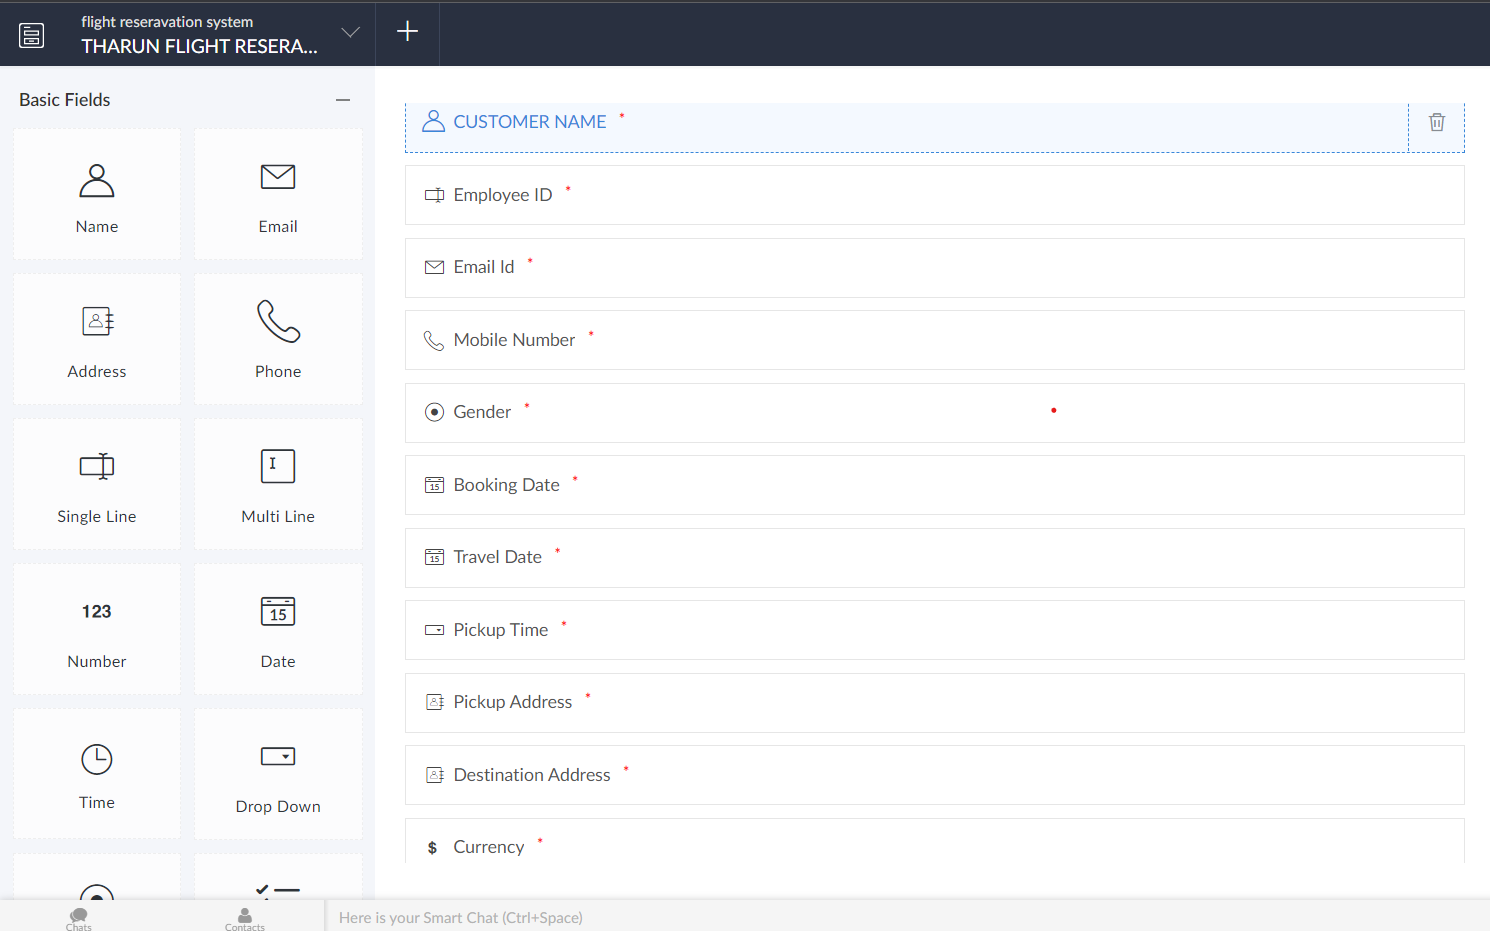 flight reseravation system
THARUN FLIGHT RESERA...
Basic Fields
Name
Email
Address
Phone
Single Line
Multi Line
123
Number
15
Date
Time
Drop Down
CUSTOMER NAME *
Employee ID *
Email Id *
Mobile Number *
Gender *
15 Booking Date *
15 Travel Date *
Pickup Time *
Pickup Address *
Destination Address *
$ Currency *
Chats
Contacts
Here is your Smart Chat (Ctrl+Space)